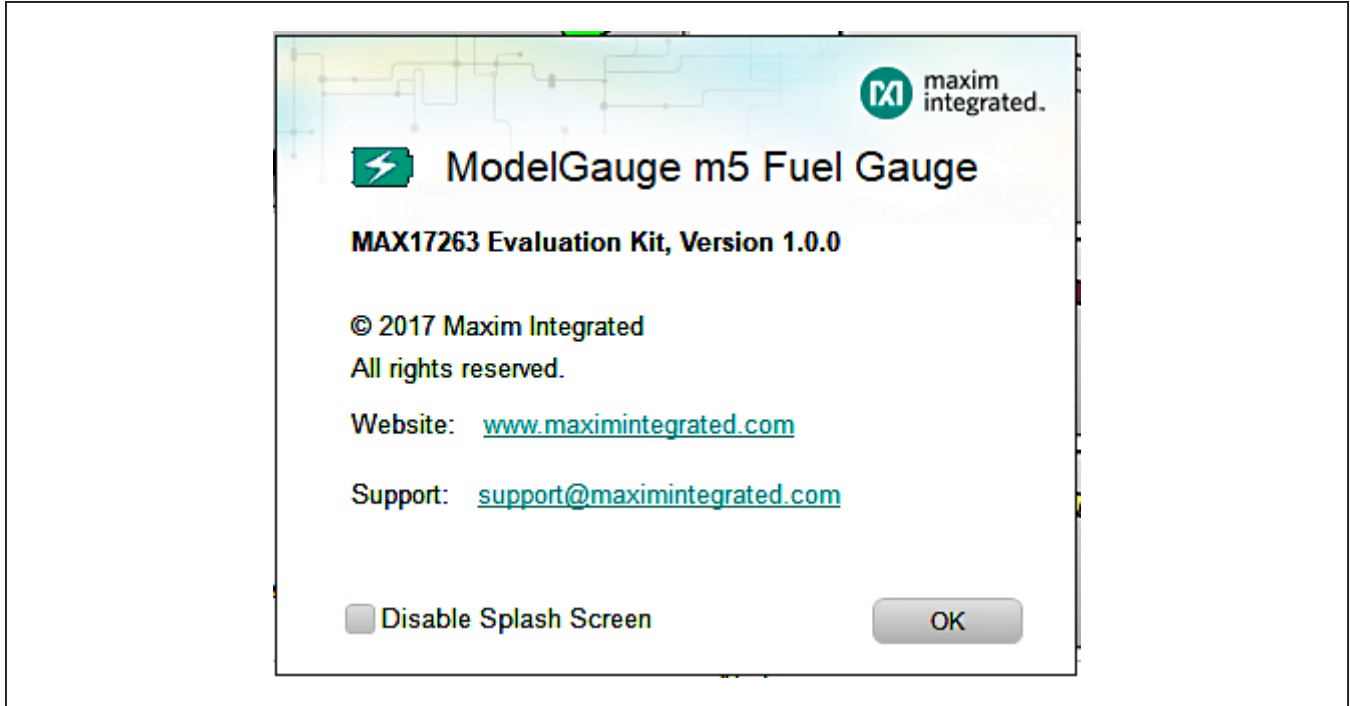 maxim
integrated™
ModelGauge m5 Fuel Gauge
MAX17263 Evaluation Kit, Version 1.0.0
© 2017 Maxim Integrated
All rights reserved.
Website: www.maximintegrated.com
Support: support@maximintegrated.com
Disable Splash Screen OK